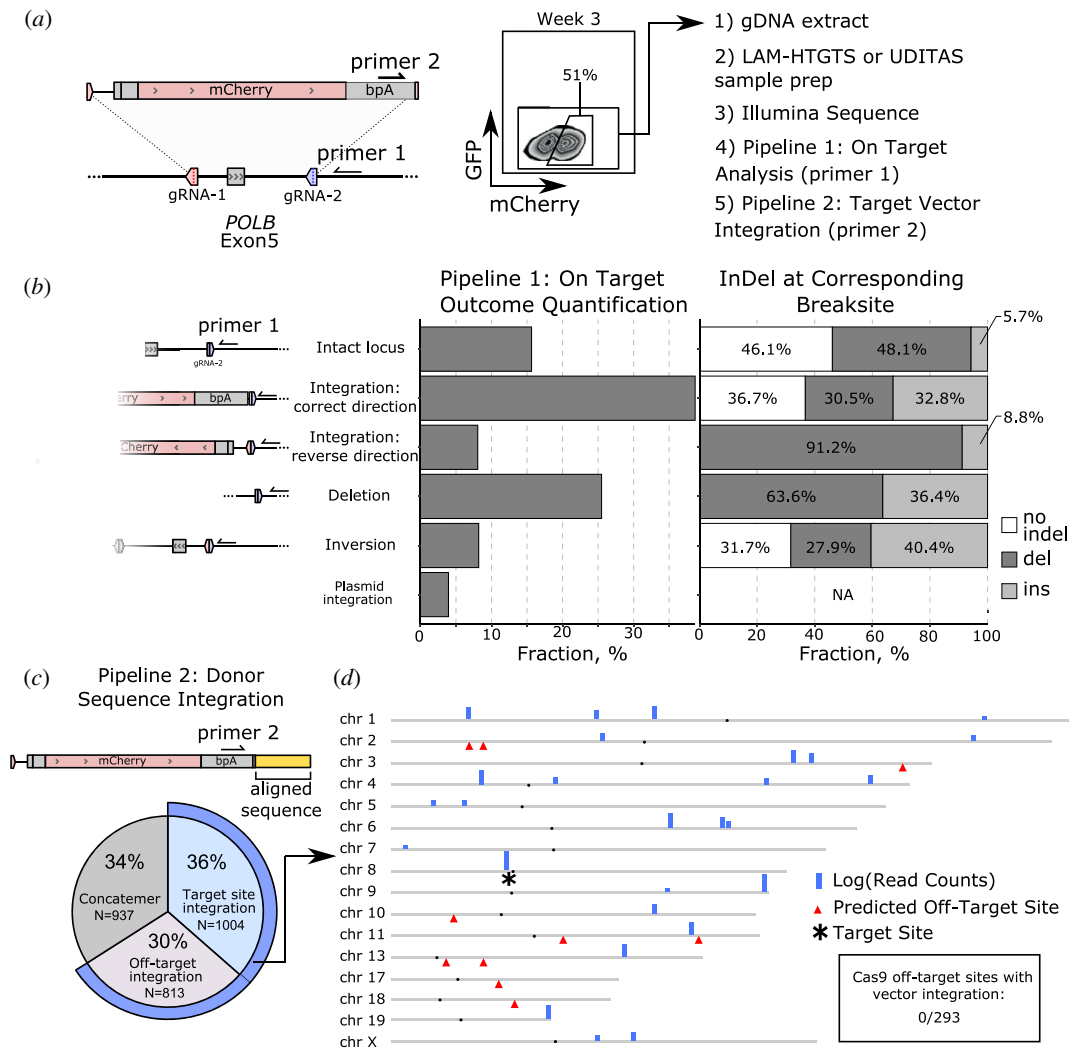 (a)
primer 2
mCherry
bpA
primer 1
gRNA-1
gRNA-2
POLB
Exon5
Week 3
51%
GFP
mCherry
1) gDNA extract
2) LAM-HTGTS or UDITAS
sample prep
3) Illumina Sequence
4) Pipeline 1: On Target
Analysis (primer 1)
5) Pipeline 2: Target Vector
Integration (primer 2)
(b)
Pipeline 1: On Target
Outcome Quantification
InDel at Corresponding
Breaksite
primer 1
gRNA-2
Intact locus
46.1%
48.1%
5.7%
erry
bpA
Integration:
correct direction
36.7%
30.5%
32.8%
Cherry
Integration:
reverse direction
91.2%
8.8%
Deletion
63.6%
36.4%
Inversion
31.7%
27.9%
40.4%
Plasmid
integration
NA
no
indel
del
ins
0
10
20
30
0
20
40
60
80
100
Fraction, %
Fraction, %
(c)
Pipeline 2: Donor
Sequence Integration
primer 2
mCherry
bpA
aligned
sequence
34%
Concatemer
N=937
36%
Target site
integration
N=1004
30%
Off-target
integration
N=813
(d)
chr 1
chr 2
chr 3
chr 4
chr 5
chr 6
chr 7
chr 8
chr 9
chr 10
chr 11
chr 13
chr 17
chr 18
chr 19
chr X
Log(Read Counts)
Predicted Off-Target Site
Target Site
Cas9 off-target sites with
vector integration:
0/293